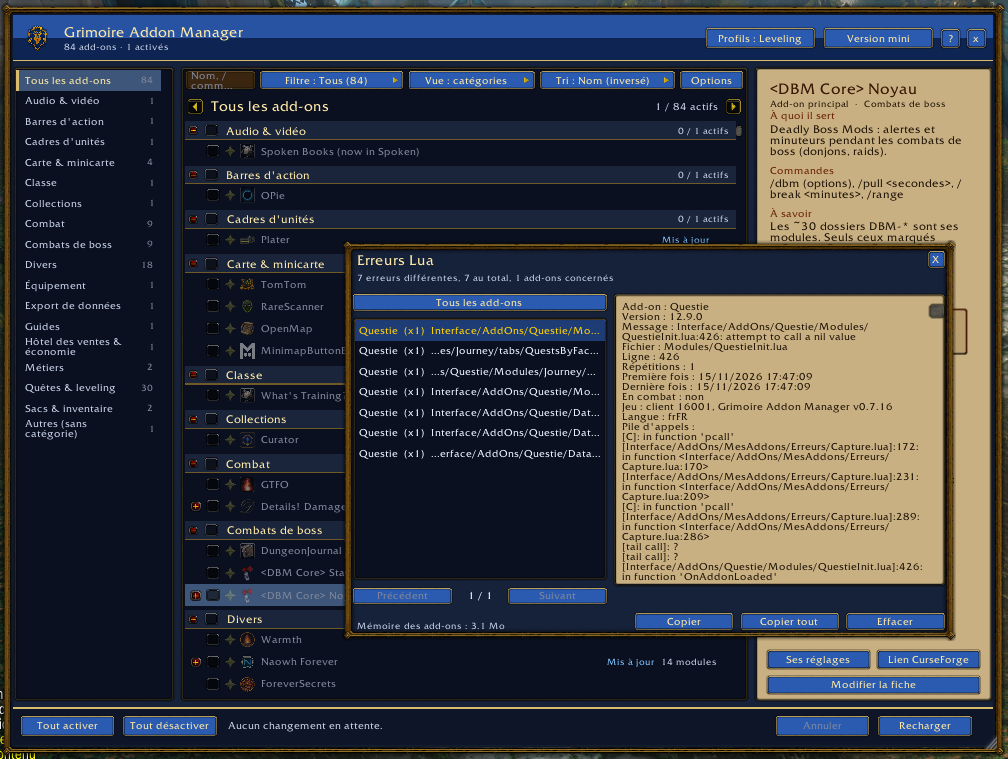 Grimoire Addon Manager
84 add-ons · 1 activés
Profils : Leveling
Version mini
?
x
Tous les add-ons 84
Audio & vidéo 1
Barres d'action 1
Cadres d'unités 1
Carte & minicarte 4
Classe 1
Collections 1
Combat 9
Combats de boss 9
Divers 18
Équipement 1
Export de données 1
Guides 1
Hôtel des ventes &
économie 1
Métiers 2
Quêtes & leveling 30
Sacs & inventaire 2
Autres (sans
catégorie) 1
Nom, /
comm...
Filtre : Tous (84)
Vue : catégories
Tri : Nom (inversé)
Options
Tous les add-ons
1 / 84 actifs
Audio & vidéo 0 / 1 actifs
Spoken Books (now in Spoken)
Barres d'action 0 / 1 actifs
OPie
Cadres d'unités 0 / 1 actifs
Plater Mis à jour
Carte & minicarte
TomTom
RareScanner
OpenMap
MinimapButtonB
Classe
What's Training?
Collections
Curator
Combat
GTFO
Details! Damage
Combats de boss
DungeonJournal
<DBM Core> Sta
<DBM Core> No
Divers
Warmth
Naowh Forever Mis à jour 14 modules
ForeverSecrets
<DBM Core> Noyau
Add-on principal · Combats de boss
À quoi il sert
Deadly Boss Mods : alertes et
minuteurs pendant les combats de
boss (donjons, raids).
Commandes
/dbm (options), /pull <secondes>, /
break <minutes>, /range
À savoir
Les ~30 dossiers DBM-* sont ses
modules. Seuls ceux marqués
Erreurs Lua
X
7 erreurs différentes, 7 au total, 1 add-ons concernés
Tous les add-ons
Questie (x1) Interface/AddOns/Questie/Mo...
Questie (x1) ...es/Journey/tabs/QuestsByFac...
Questie (x1) ...s/Questie/Modules/Journey/...
Questie (x1) Interface/AddOns/Questie/Mo...
Questie (x1) Interface/AddOns/Questie/Dat...
Questie (x1) Interface/AddOns/Questie/Dat...
Questie (x1) ...erface/AddOns/Questie/Data...
Add-on : Questie
Version : 12.9.0
Message : Interface/AddOns/Questie/Modules/
QuestieInit.lua:426: attempt to call a nil value
Fichier : Modules/QuestieInit.lua
Ligne : 426
Répétitions : 1
Première fois : 15/11/2026 17:47:09
Dernière fois : 15/11/2026 17:47:09
En combat : non
Jeu : client 16001, Grimoire Addon Manager v0.7.16
Langue : frFR
Pile d'appels :
[C]: in function 'pcall'
[Interface/AddOns/MesAddons/Erreurs/Capture.lua]:172:
in function <Interface/AddOns/MesAddons/Erreurs/
Capture.lua:170>
[Interface/AddOns/MesAddons/Erreurs/Capture.lua]:231:
in function <Interface/AddOns/MesAddons/Erreurs/
Capture.lua:209>
[C]: in function 'pcall'
[Interface/AddOns/MesAddons/Erreurs/Capture.lua]:289:
in function <Interface/AddOns/MesAddons/Erreurs/
Capture.lua:286>
[tail call]: ?
[tail call]: ?
[Interface/AddOns/Questie/Modules/QuestieInit.lua]:426:
in function 'OnAddonLoaded'
Précédent
1 / 1
Suivant
Mémoire des add-ons : 3.1 Mo
Copier
Copier tout
Effacer
Ses réglages
Lien CurseForge
Modifier la fiche
Tout activer
Tout désactiver
Aucun changement en attente.
Annuler
Recharger